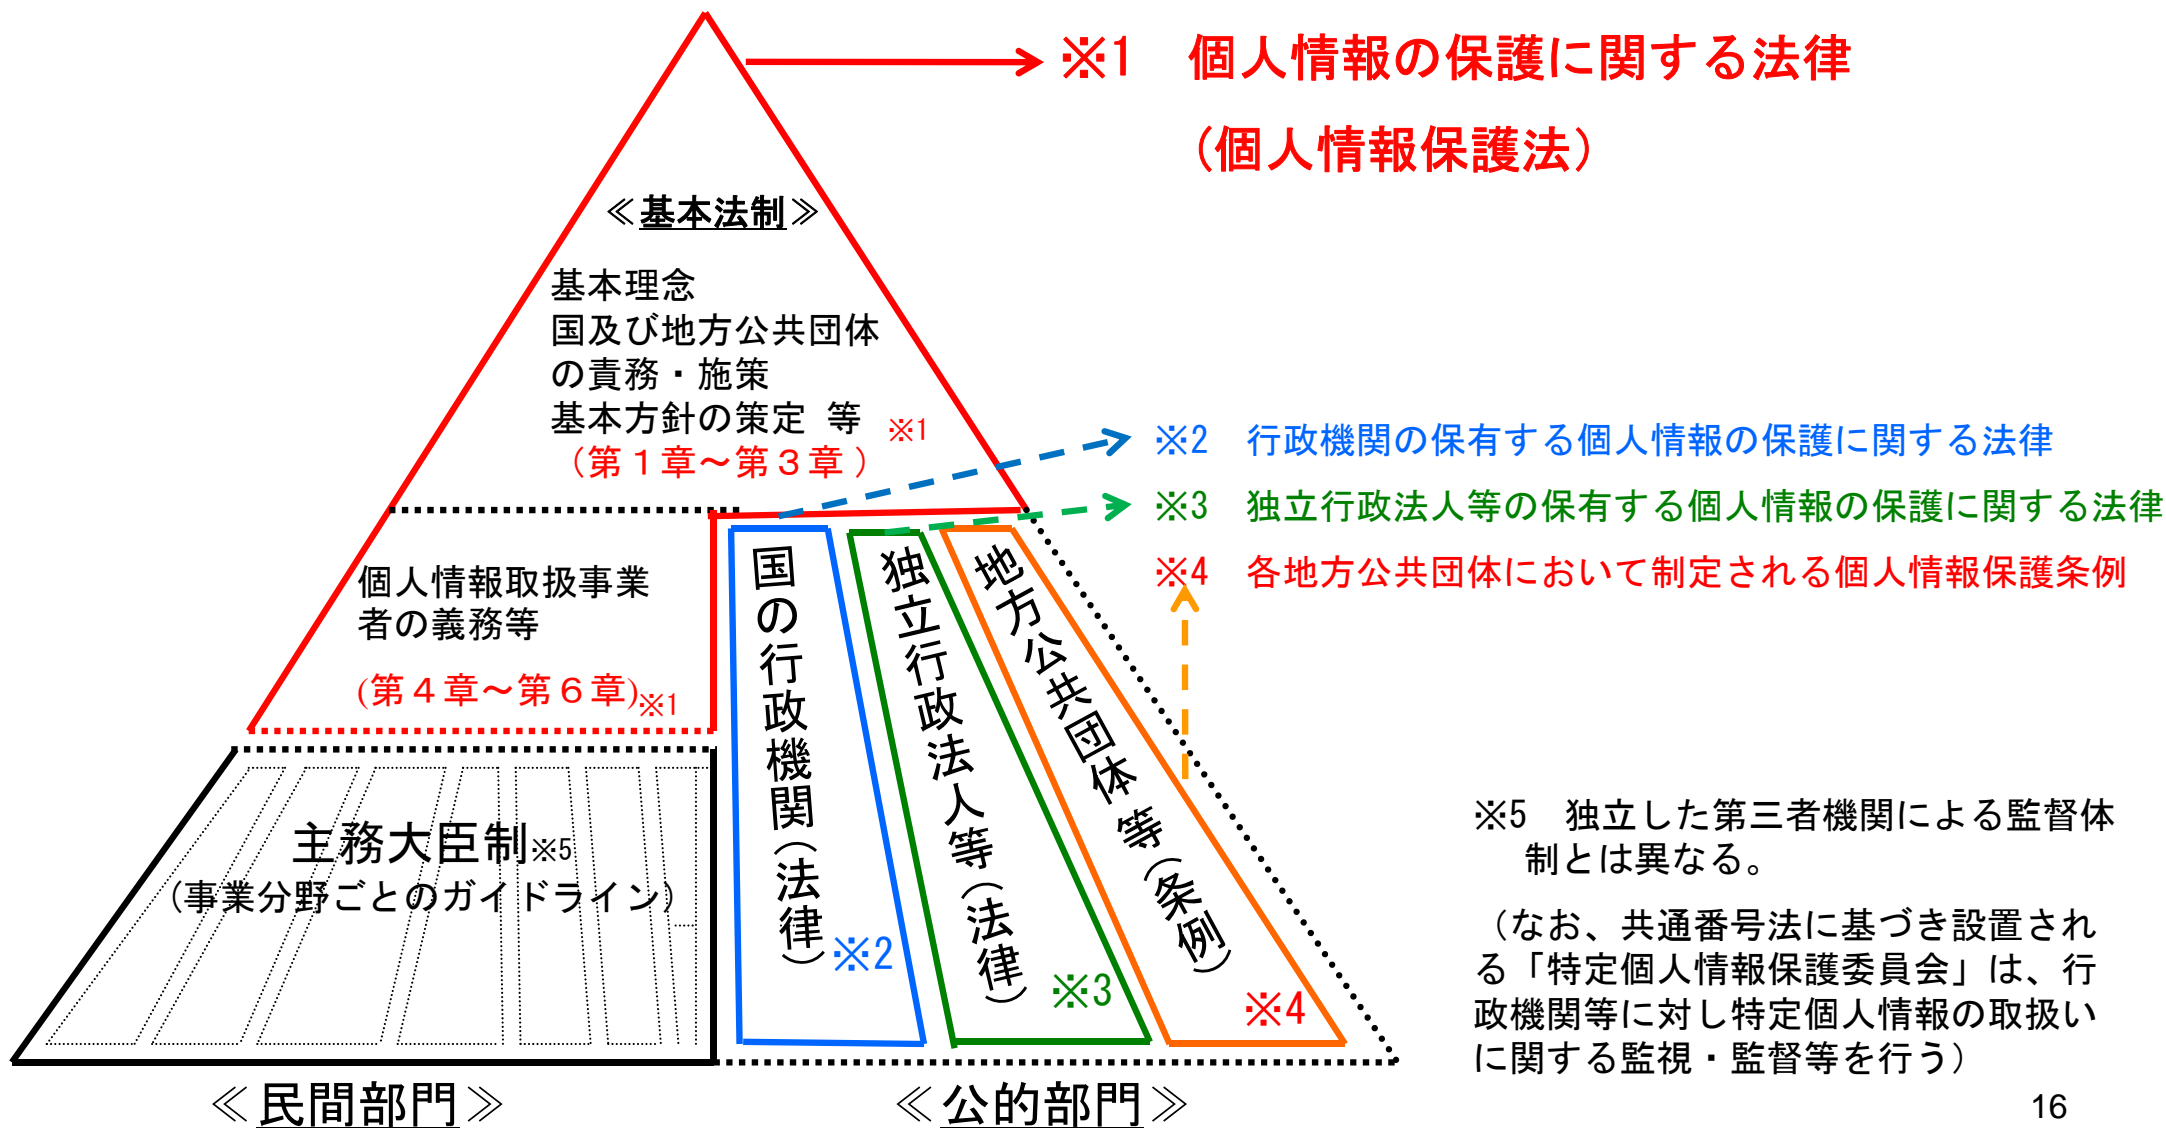 ※1　個人情報の保護に関する法律
（個人情報保護法）
≪基本法制≫
基本理念
国及び地方公共団体
の責務・施策
基本方針の策定 等 ※1
（第１章～第３章）
※2　行政機関の保有する個人情報の保護に関する法律
※3　独立行政法人等の保有する個人情報の保護に関する法律
※4　各地方公共団体において制定される個人情報保護条例
個人情報取扱事業
者の義務等
(第４章～第６章)※1
国の行政機関（法律）
※2
独立行政法人等（法律）
※3
地方公共団体 等（条例）
※4
主務大臣制※5
（事業分野ごとのガイドライン）
※5　独立した第三者機関による監督体
制とは異なる。
（なお、共通番号法に基づき設置され
る「特定個人情報保護委員会」は、行
政機関等に対し特定個人情報の取扱い
に関する監視・監督等を行う）
≪民間部門≫
≪公的部門≫
16